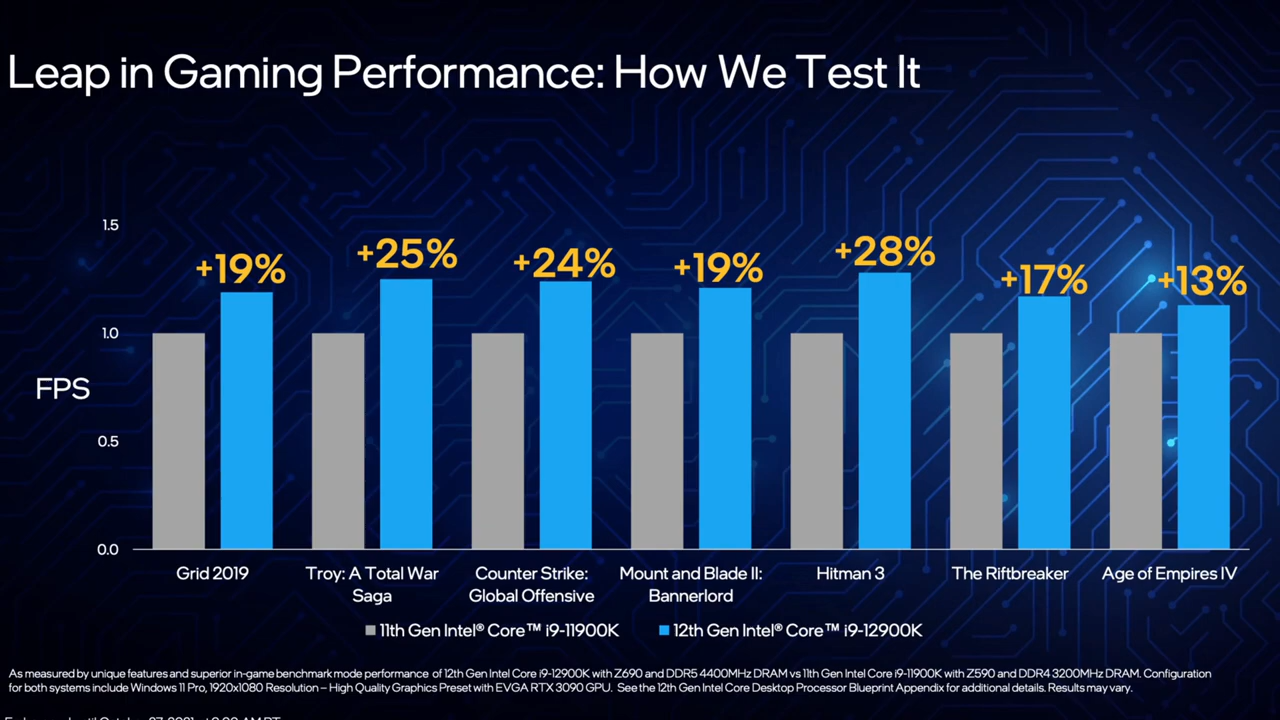 Leap in Gaming Performance: How We Test It
1.5
+19%
+25%
+24%
+19%
+28%
+17%
+13%
1.0
FPS
0.5
0.0
Grid 2019
Troy: A Total War
Saga
Counter Strike:
Global Offensive
Mount and Blade II:
Bannerlord
Hitman 3
The Riftbreaker
Age of Empires IV
11th Gen Intel® Core™ i9-11900K
12th Gen Intel® Core™ i9-12900K
As measured by unique features and superior in-game benchmark mode performance of 12th Gen Intel Core i9-12900K with Z690 and DDR5 4400MHz DRAM vs 11th Gen Intel Core i9-11900K with Z590 and DDR4 3200MHz DRAM. Configuration
for both systems include Windows 11 Pro, 1920x1080 Resolution – High Quality Graphics Preset with EVGA RTX 3090 GPU. See the 12th Gen Intel Core Desktop Processor Blueprint Appendix for additional details. Results may vary.